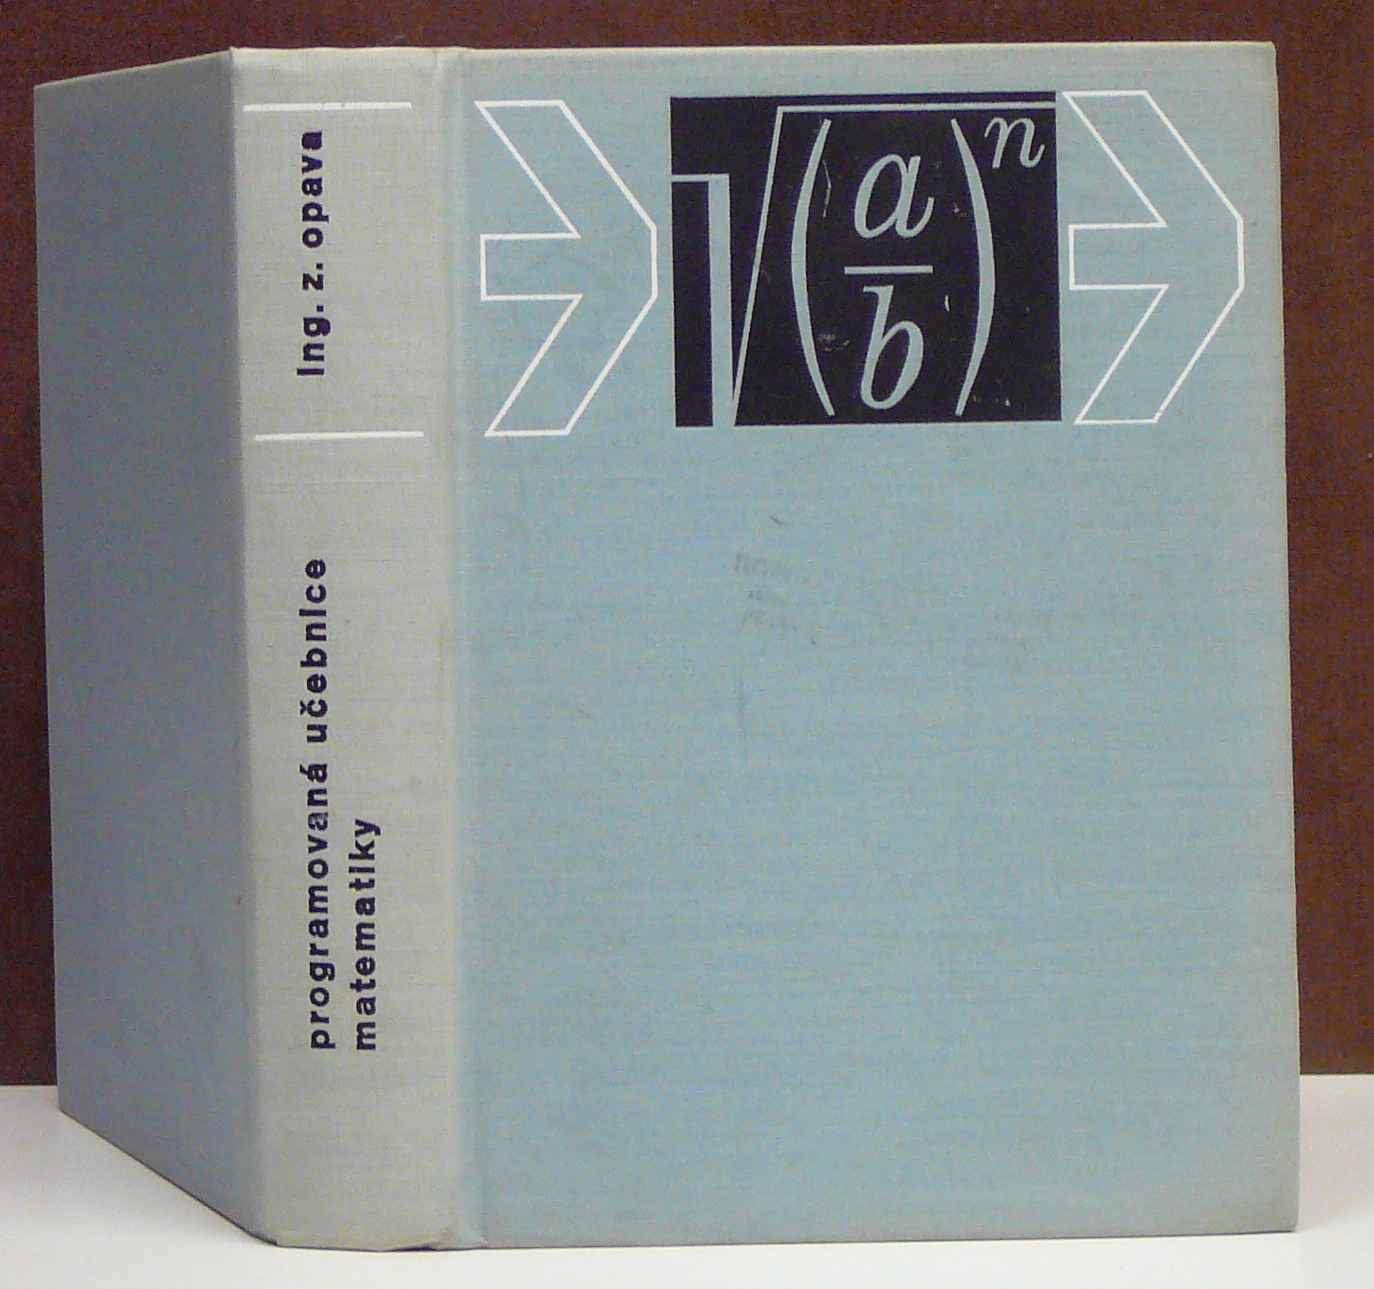 Ing. z. opava
programovaná učebnice
matematiky
√(a/b)ⁿ